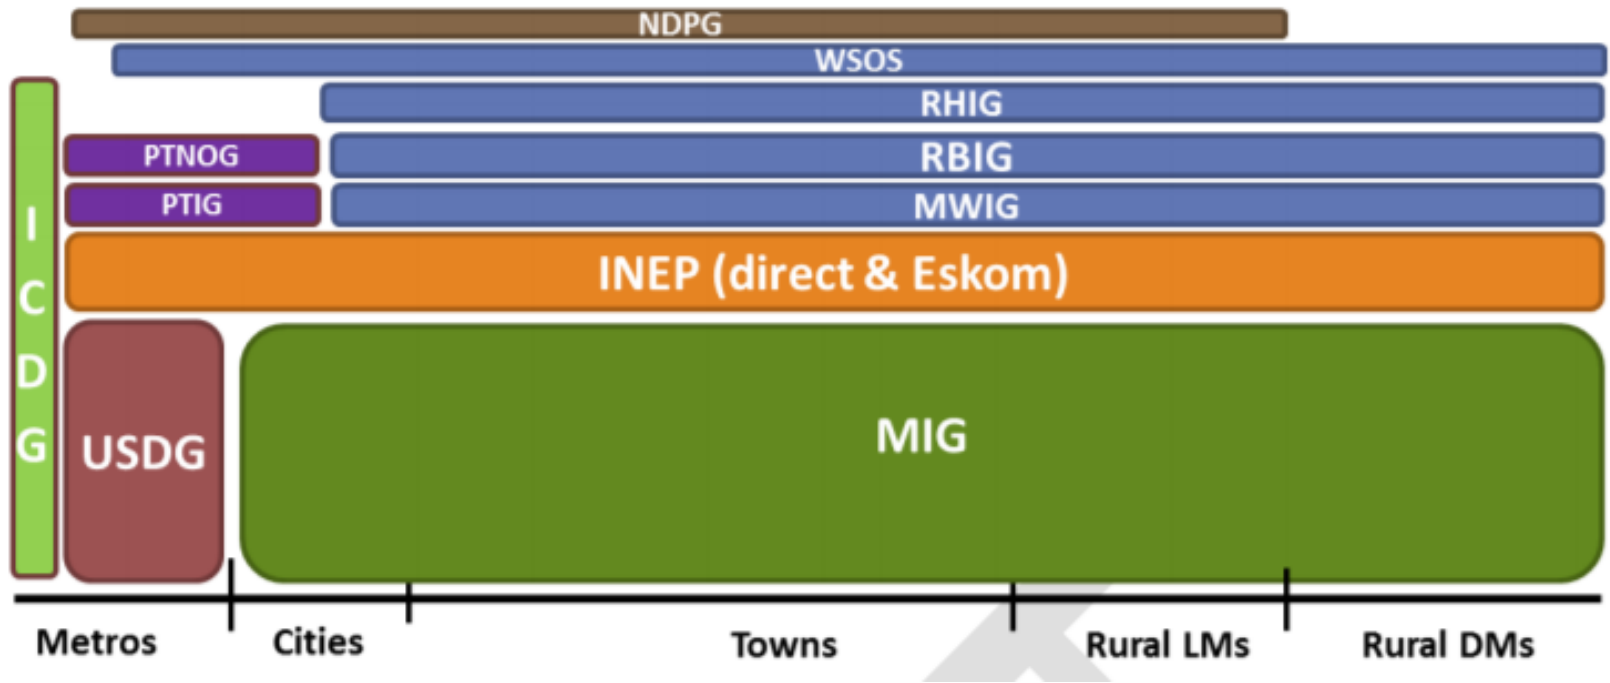 NDPG
WSOS
RHIG
PTNOG
RBIG
PTIG
MWIG
INEP (direct & Eskom)
I
C
D
G
USDG
MIG
Metros
Cities
Towns
Rural LMs
Rural DMs